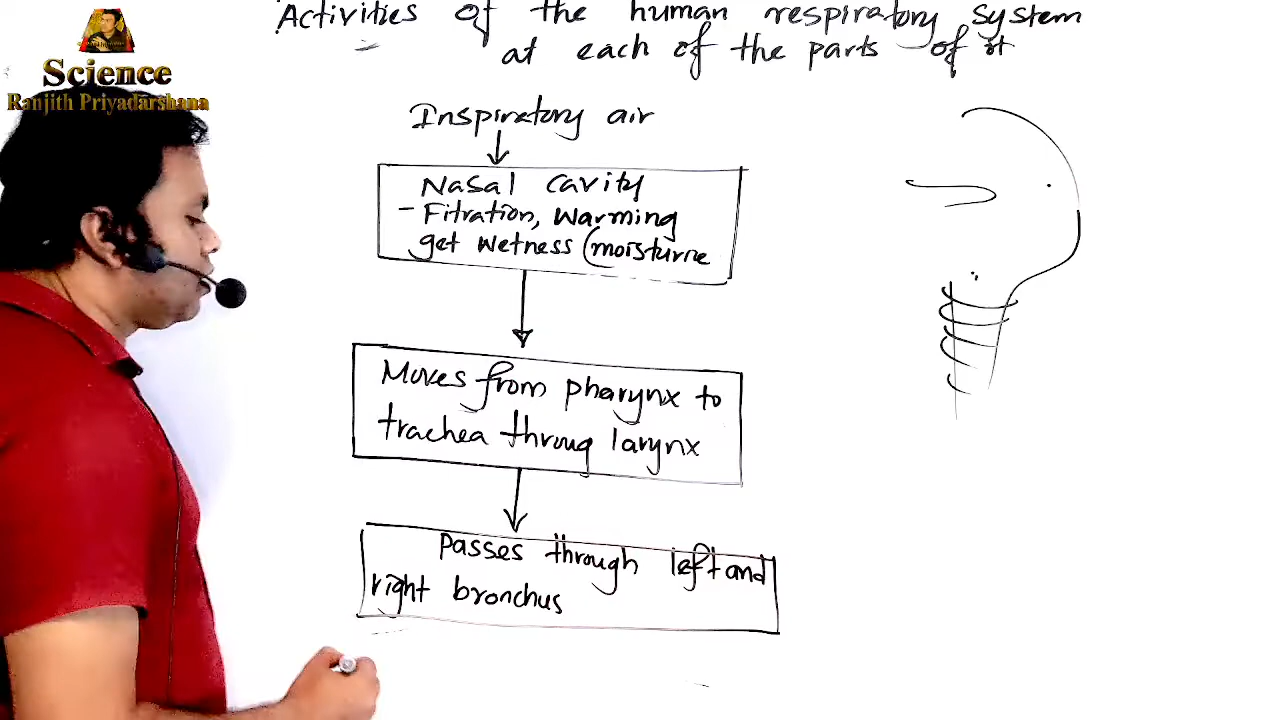 Activities of the human respiratory system
at each of the parts of it
Science
Ranjith Priyadarshana
Inspiratory air
Nasal cavity
- Fitration, Warming
get wetness (moisturre
Moves from pharynx to
trachea throug larynx
Passes through left and
right bronchus